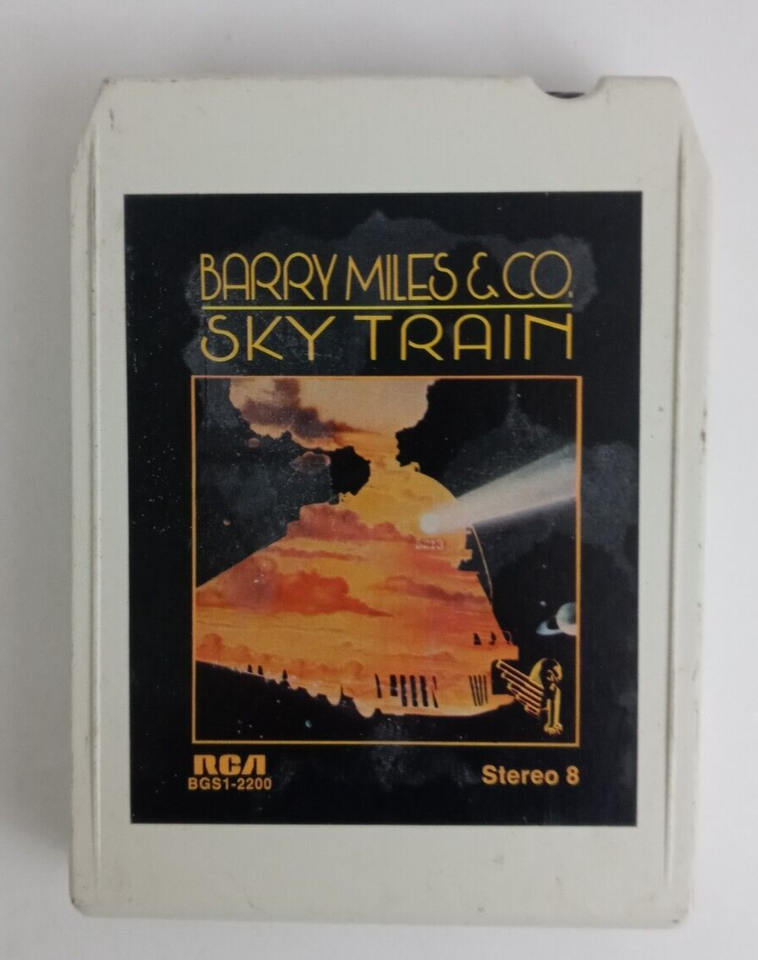 BARRY MILES & CO.
SKY TRAIN
RCA
BGS1-2200
Stereo 8